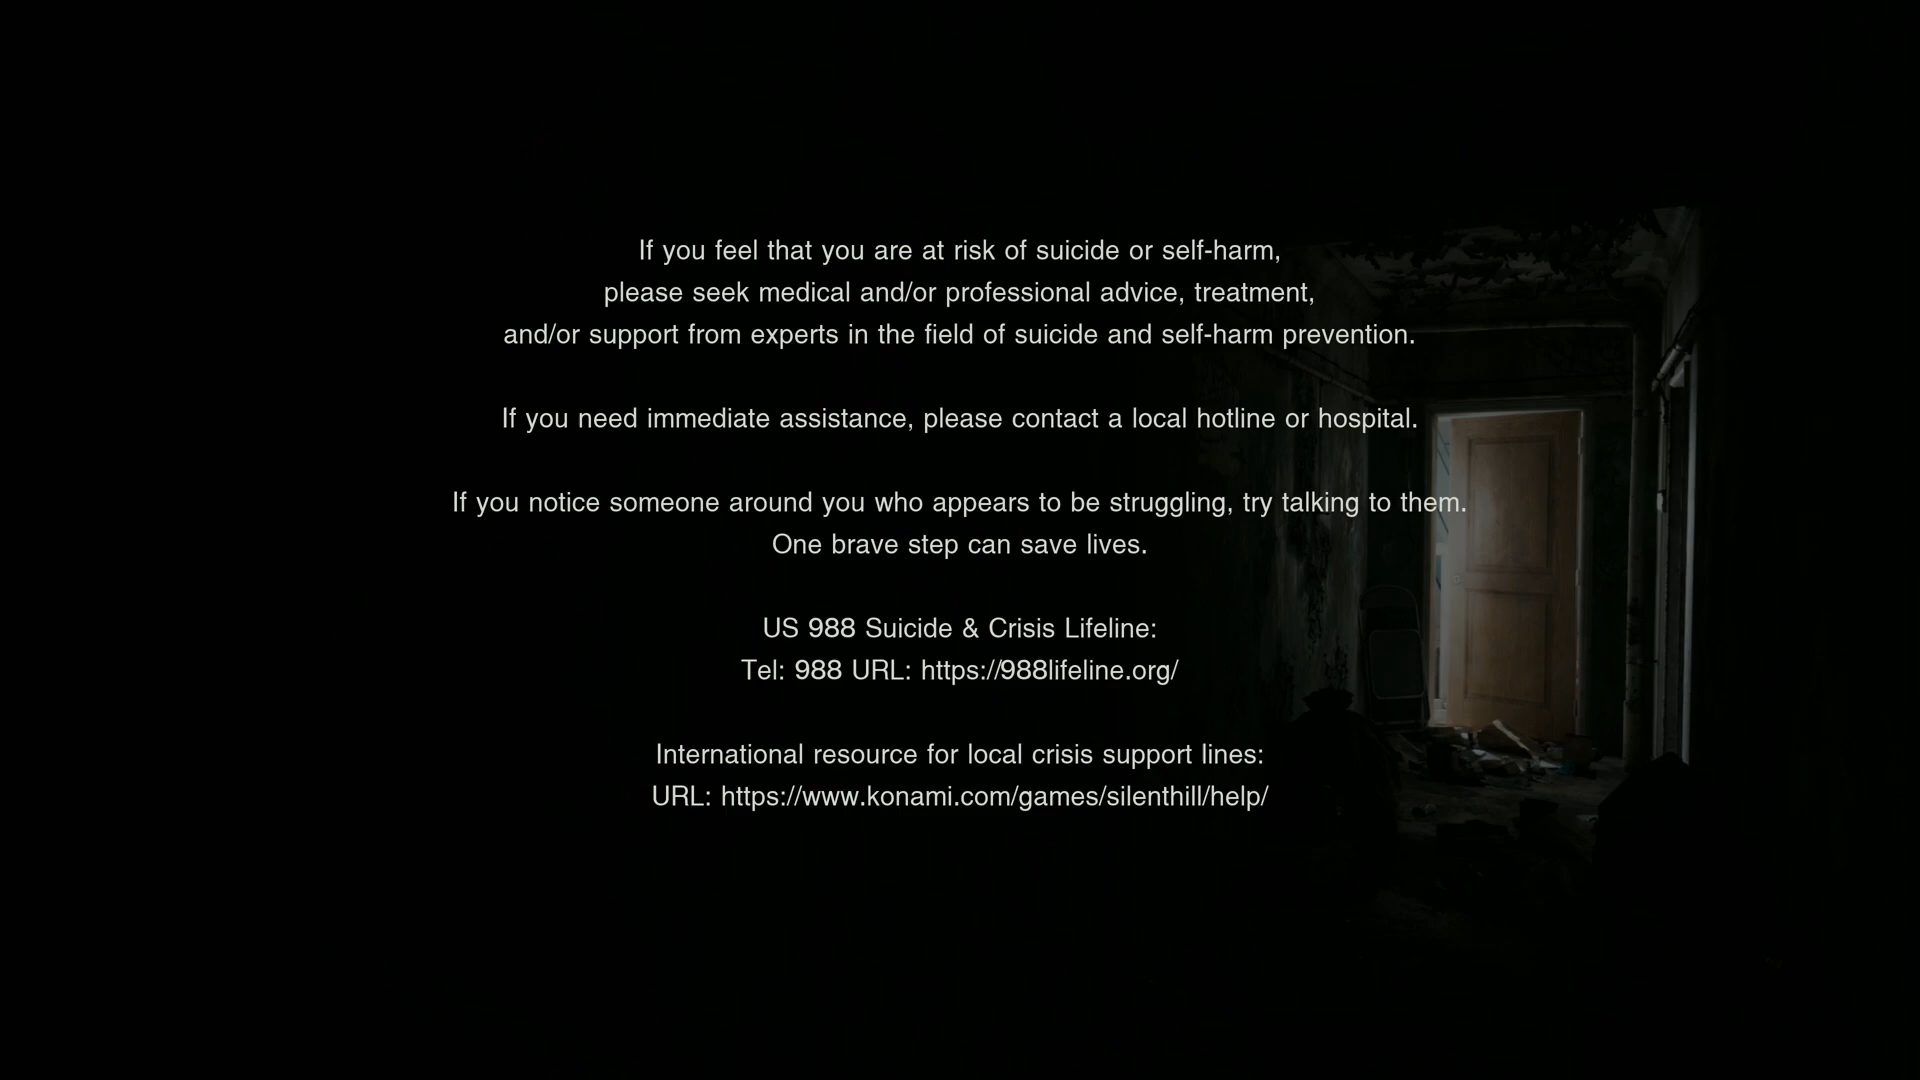 If you feel that you are at risk of suicide or self-harm,
please seek medical and/or professional advice, treatment,
and/or support from experts in the field of suicide and self-harm prevention.
If you need immediate assistance, please contact a local hotline or hospital.
If you notice someone around you who appears to be struggling, try talking to them.
One brave step can save lives.
US 988 Suicide & Crisis Lifeline:
Tel: 988 URL: https://988lifeline.org/
International resource for local crisis support lines:
URL: https://www.konami.com/games/silenthill/help/